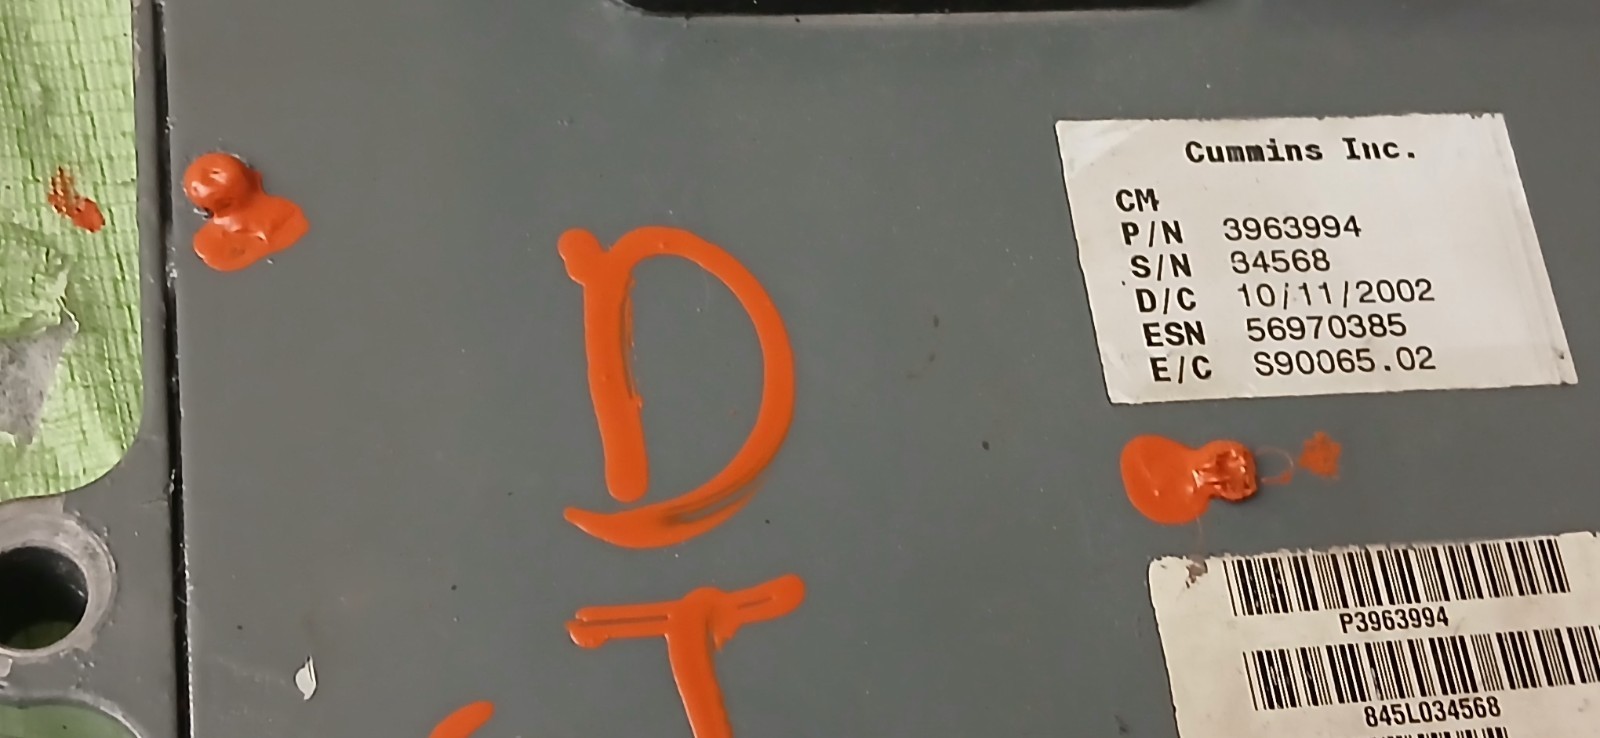 D
T
Cummins Inc.
CM
P/N 3963994
S/N 34568
D/C 10/11/2002
ESN 56970385
E/C S90065.02
P3963994
845L034568